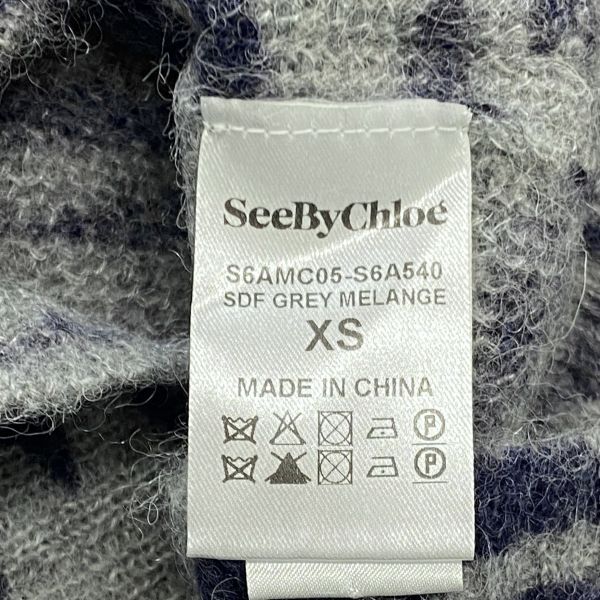 SeeByChloé
S6AMC05-S6A540
SDF GREY MELANGE
XS
MADE IN CHINA
P
P